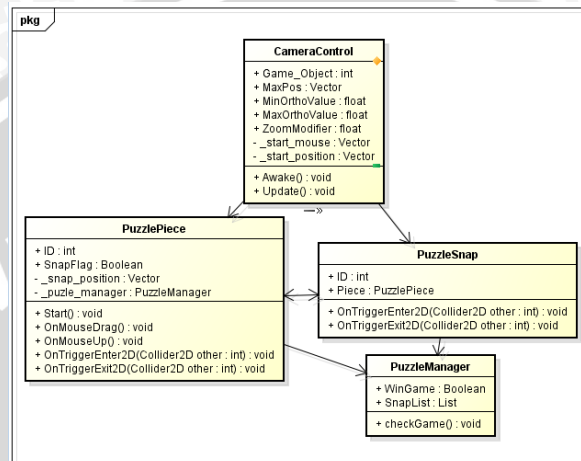 pkg
CameraControl
+ Game_Object : int
+ MaxPos : Vector
+ MinOrthoValue : float
+ MaxOrthoValue : float
+ ZoomModifier : float
- _start_mouse : Vector
- _start_position : Vector
+ Awake() : void
+ Update() : void
PuzzlePiece
+ ID : int
+ SnapFlag : Boolean
- _snap_position : Vector
- _puzle_manager : PuzzleManager
+ Start() : void
+ OnMouseDrag() : void
+ OnMouseUp() : void
+ OnTriggerEnter2D(Collider2D other : int) : void
+ OnTriggerExit2D(Collider2D other : int) : void
PuzzleSnap
+ ID : int
+ Piece : PuzzlePiece
+ OnTriggerEnter2D(Collider2D other : int) : void
+ OnTriggerExit2D(Collider2D other : int) : void
PuzzleManager
+ WinGame : Boolean
+ SnapList : List
+ checkGame() : void